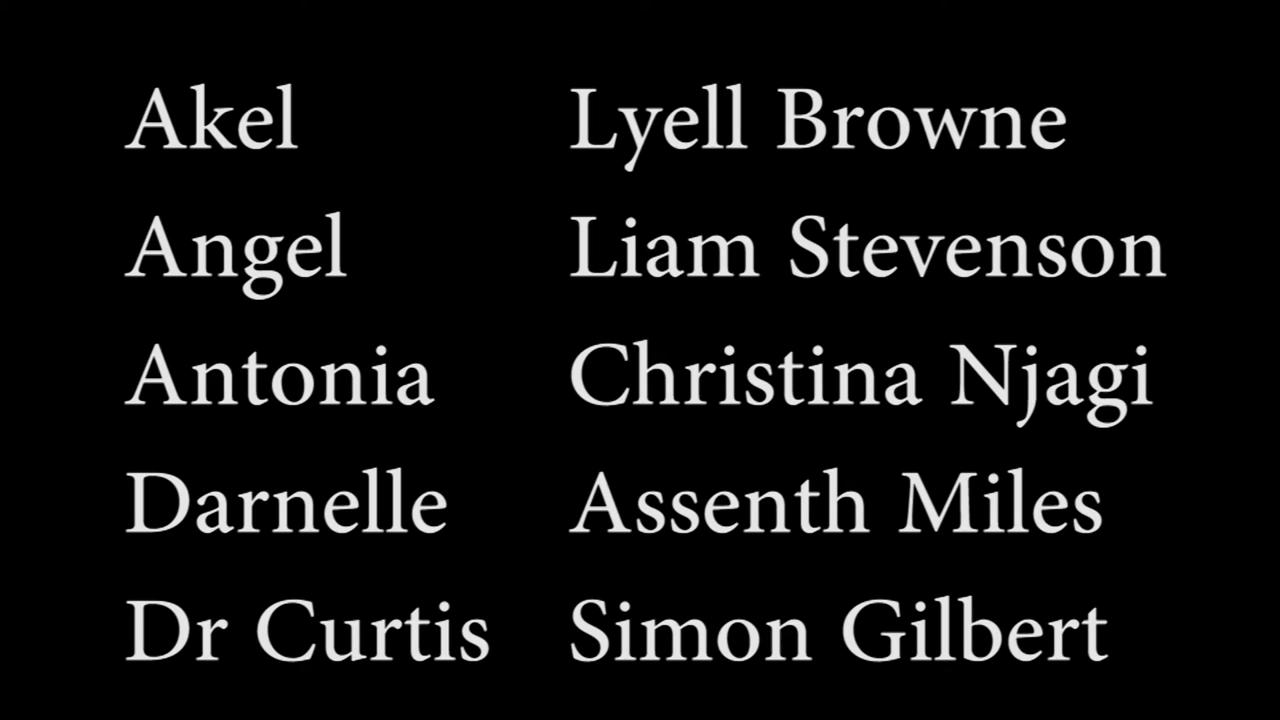 Akel Lyell Browne
Angel Liam Stevenson
Antonia Christina Njagi
Darnelle Assenth Miles
Dr Curtis Simon Gilbert